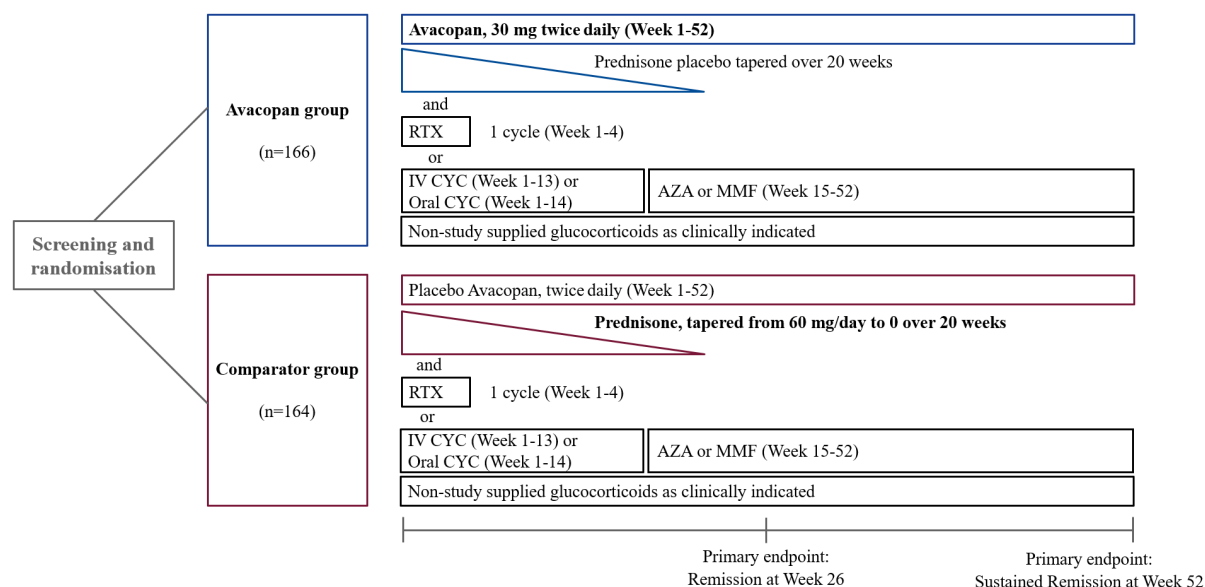 Screening and
randomisation
Avacopan group
(n=166)
Avacopan, 30 mg twice daily (Week 1-52)
Prednisone placebo tapered over 20 weeks
and
RTX
1 cycle (Week 1-4)
or
IV CYC (Week 1-13) or
Oral CYC (Week 1-14)
AZA or MMF (Week 15-52)
Non-study supplied glucocorticoids as clinically indicated
Comparator group
(n=164)
Placebo Avacopan, twice daily (Week 1-52)
Prednisone, tapered from 60 mg/day to 0 over 20 weeks
and
RTX
1 cycle (Week 1-4)
or
IV CYC (Week 1-13) or
Oral CYC (Week 1-14)
AZA or MMF (Week 15-52)
Non-study supplied glucocorticoids as clinically indicated
Primary endpoint:
Remission at Week 26
Primary endpoint:
Sustained Remission at Week 52